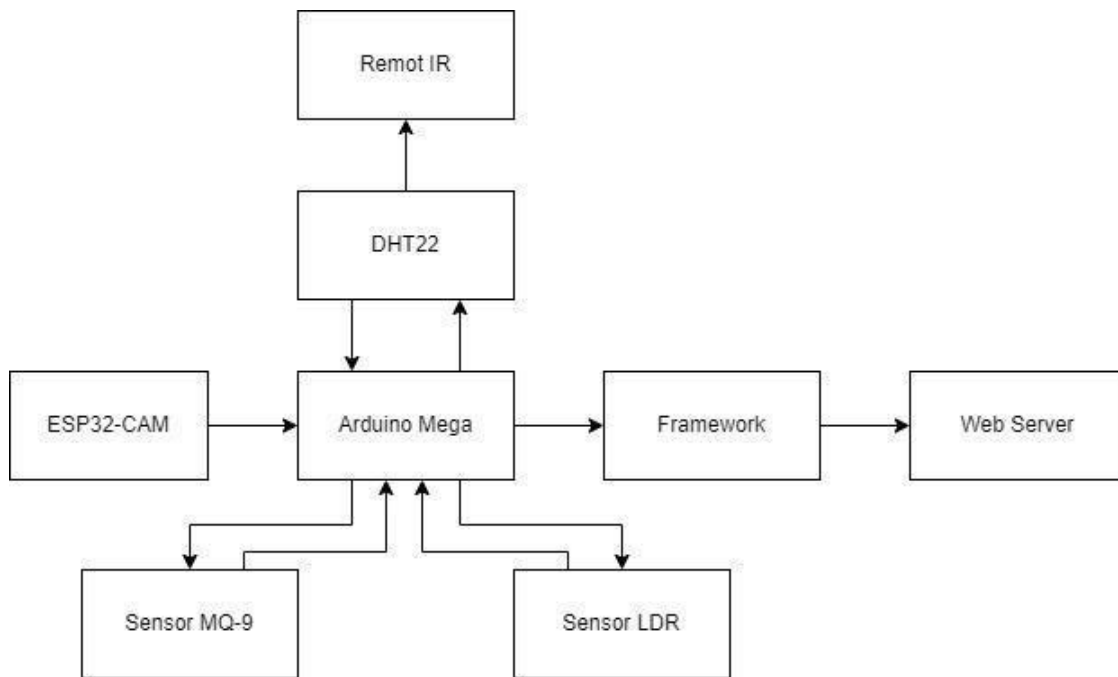 Remot IR
DHT22
ESP32-CAM
Arduino Mega
Framework
Web Server
Sensor MQ-9
Sensor LDR